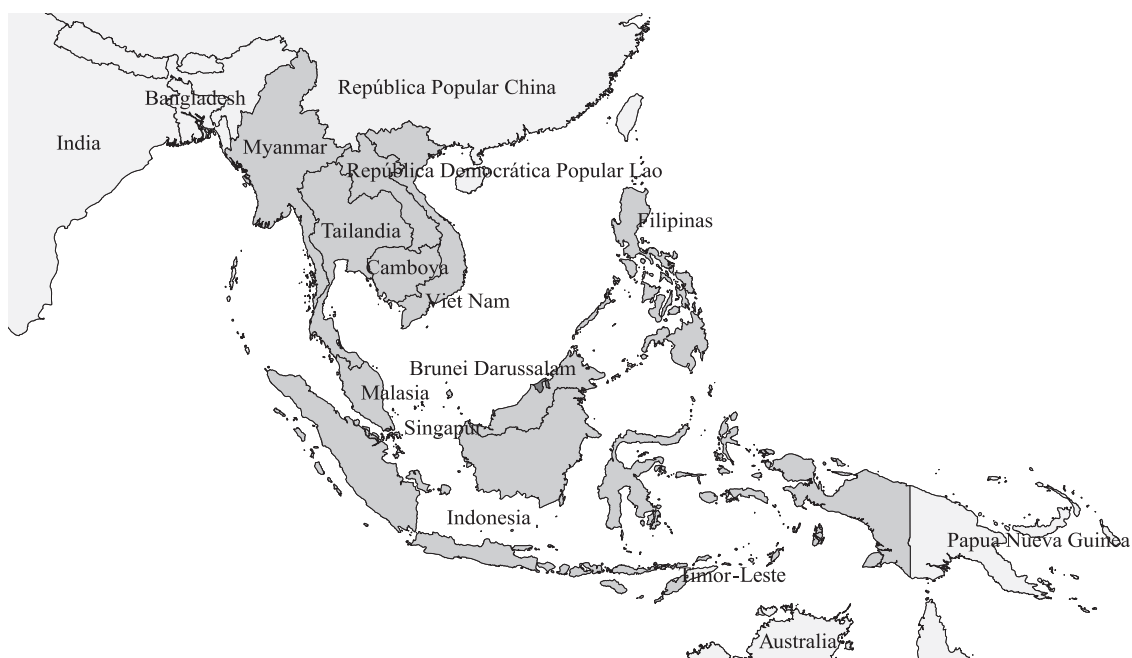 República Popular China
Bangladesh
India
Myanmar
República Democrática Popular Lao
Filipinas
Tailandia
Camboya
Viet Nam
Brunei Darussalam
Malasia
Singapur
Indonesia
Papua Nueva Guinea
Timor-Leste
Australia